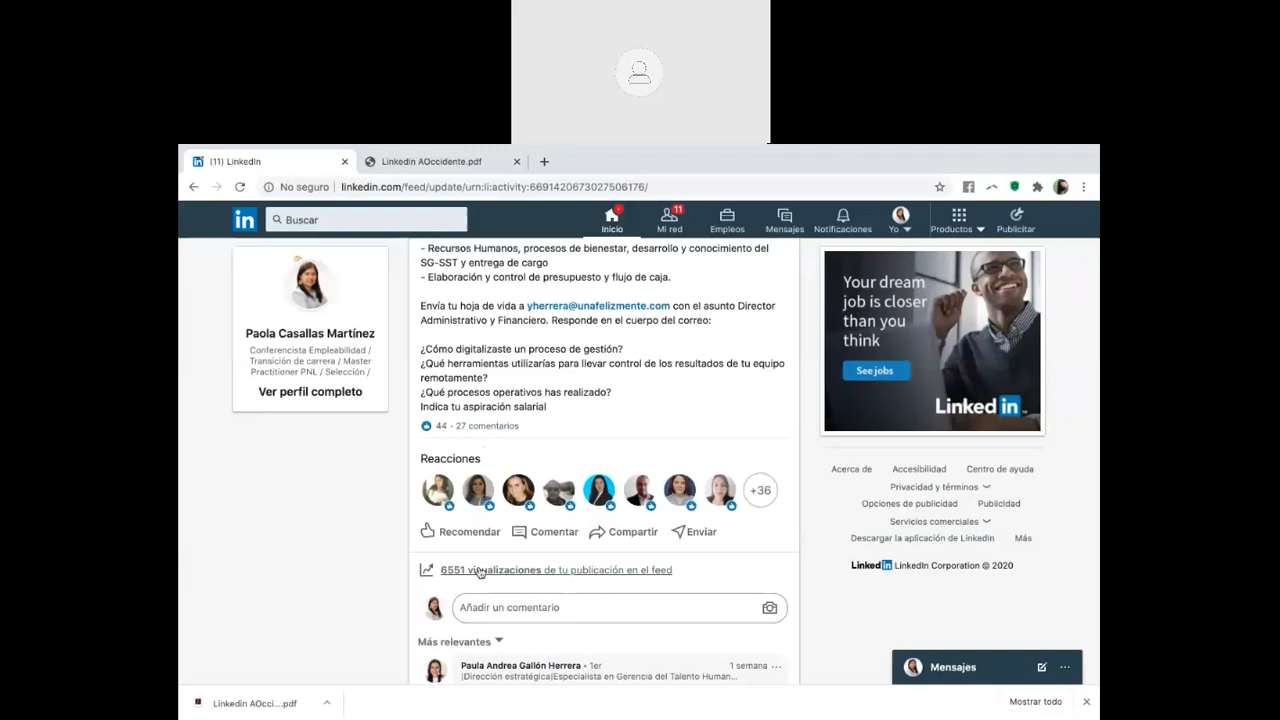 (11) LinkedIn
Linkedin AOccidente.pdf
No seguro
linkedin.com/feed/update/urn:li:activity:6691420673027506176/
in
Buscar
Inicio
11
Mi red
Empleos
Mensajes
Notificaciones
Yo
Productos
Publicitar
Paola Casallas Martínez
Conferencista Empleabilidad /
Transición de carrera / Master
Practitioner PNL / Selección /
Ver perfil completo
- Recursos Humanos, procesos de bienestar, desarrollo y conocimiento del
SG-SST y entrega de cargo
- Elaboración y control de presupuesto y flujo de caja.
Envía tu hoja de vida a yherrera@unafelizmente.com con el asunto Director
Administrativo y Financiero. Responde en el cuerpo del correo:
¿Cómo digitalizaste un proceso de gestión?
¿Qué herramientas utilizarías para llevar control de los resultados de tu equipo
remotamente?
¿Qué procesos operativos has realizado?
Indica tu aspiración salarial
44 · 27 comentarios
Reacciones
+36
Recomendar
Comentar
Compartir
Enviar
6551 visualizaciones de tu publicación en el feed
Añadir un comentario
Más relevantes
Paula Andrea Gallón Herrera • 1er
1 semana ...
|Dirección estratégica|Especialista en Gerencia del Talento Human...
Your dream
job is closer
than you
think
See jobs
Linked in
Acerca de
Accesibilidad
Centro de ayuda
Privacidad y términos
Opciones de publicidad
Publicidad
Servicios comerciales
Descargar la aplicación de LinkedIn
Más
Linked in LinkedIn Corporation © 2020
Mensajes
Linkedin AOcci....pdf
Mostrar todo